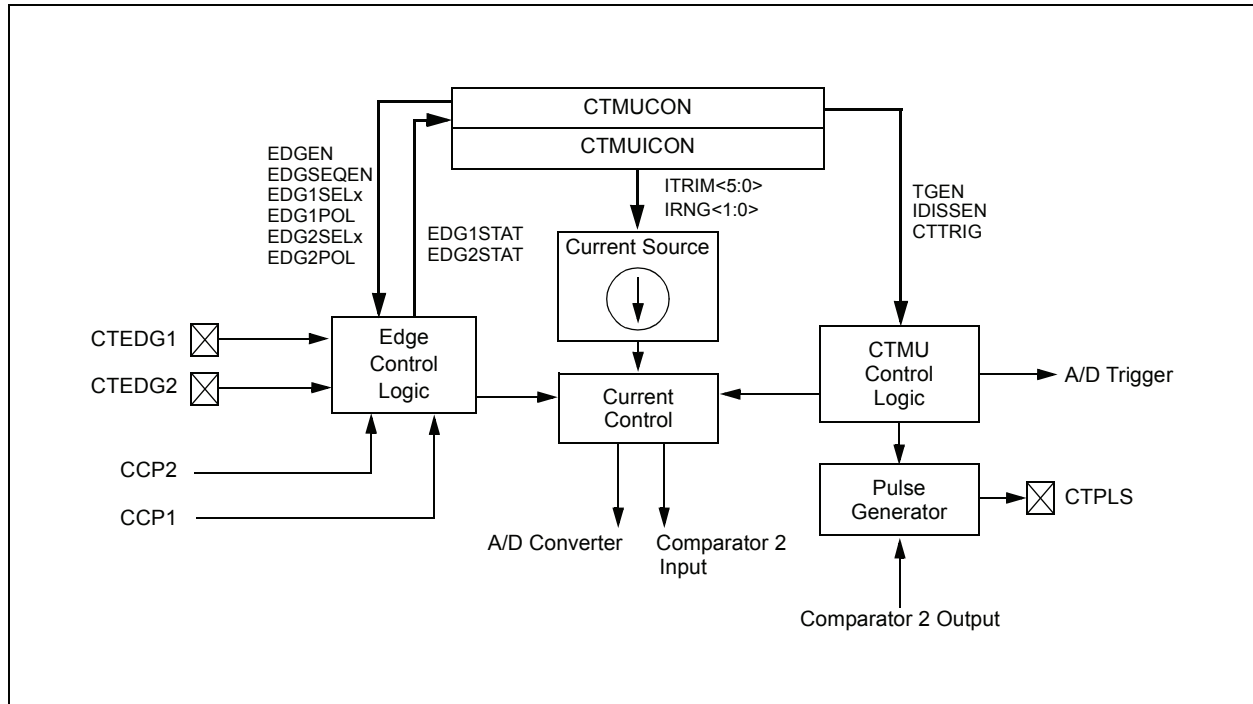 CTMUCON
CTMUICON
EDGEN
EDGSEQEN
EDG1SELx
EDG1POL
EDG2SELx
EDG2POL
EDG1STAT
EDG2STAT
ITRIM<5:0>
IRNG<1:0>
TGEN
IDISSEN
CTTRIG
Current Source
CTEDG1
CTEDG2
Edge
Control
Logic
Current
Control
CTMU
Control
Logic
A/D Trigger
CCP2
CCP1
Pulse
Generator
CTPLS
A/D Converter
Comparator 2
Input
Comparator 2 Output